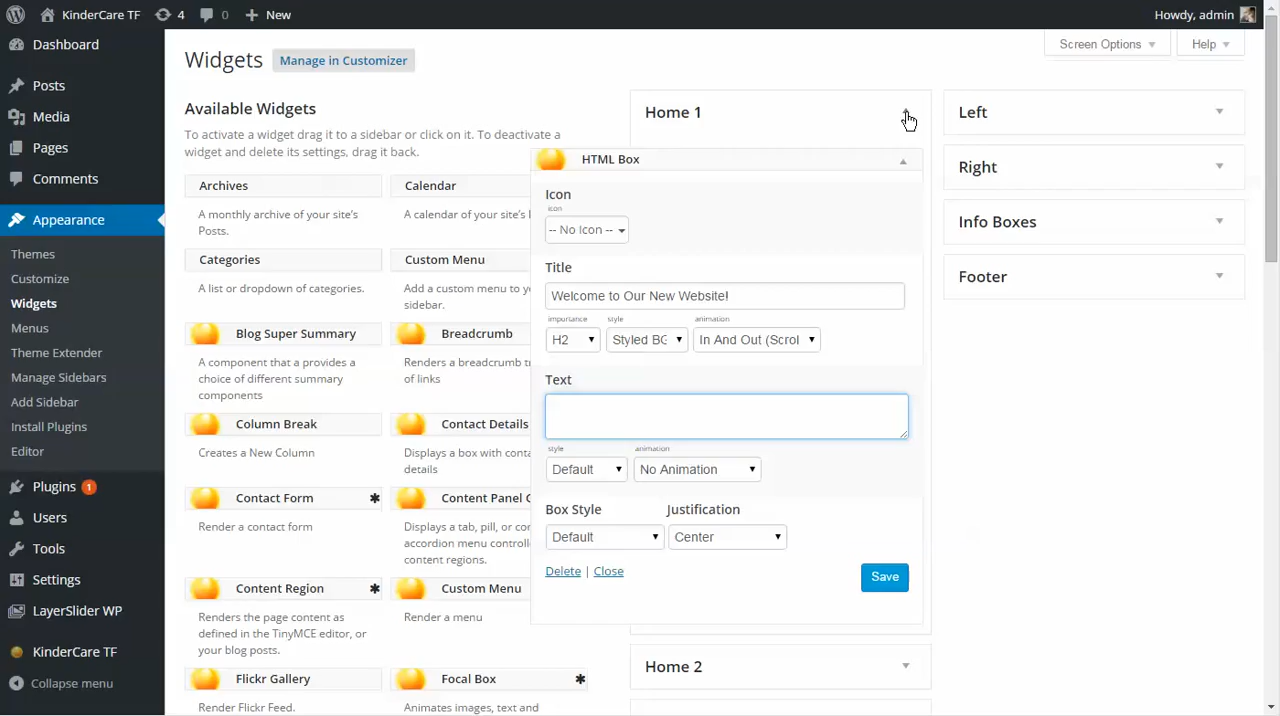 KinderCare TF
4
0
New
Howdy, admin
Dashboard
Posts
Media
Pages
Comments
Appearance
Themes
Customize
Widgets
Menus
Theme Extender
Manage Sidebars
Add Sidebar
Install Plugins
Editor
Plugins 1
Users
Tools
Settings
LayerSlider WP
KinderCare TF
Collapse menu
Screen Options
Help
Widgets
Manage in Customizer
Available Widgets
To activate a widget drag it to a sidebar or click on it. To deactivate a
widget and delete its settings, drag it back.
Archives
A monthly archive of your site's
Posts.
Calendar
A calendar of your site's
Categories
A list or dropdown of categories.
Custom Menu
Add a custom menu to
sidebar.
Blog Super Summary
A component that a provides a
choice of different summary
components
Breadcrumb
Renders a breadcrumb
of links
Column Break
Creates a New Column
Contact Details
Displays a box with
details
Contact Form *
Render a contact form
Content Panel
Displays a tab, pill, or
accordion menu
content regions.
Content Region *
Renders the page content as
defined in the TinyMCE editor, or
your blog posts.
Custom Menu
Render a menu
Flickr Gallery
Render Flickr Feed.
Focal Box *
Animates images, text and
Home 1
HTML Box
Icon
icon
-- No Icon --
Title
Welcome to Our New Website!
importance style animation
H2 Styled BG In And Out (Scrol
Text
style animation
Default No Animation
Box Style Justification
Default Center
Delete | Close
Save
Home 2
Left
Right
Info Boxes
Footer